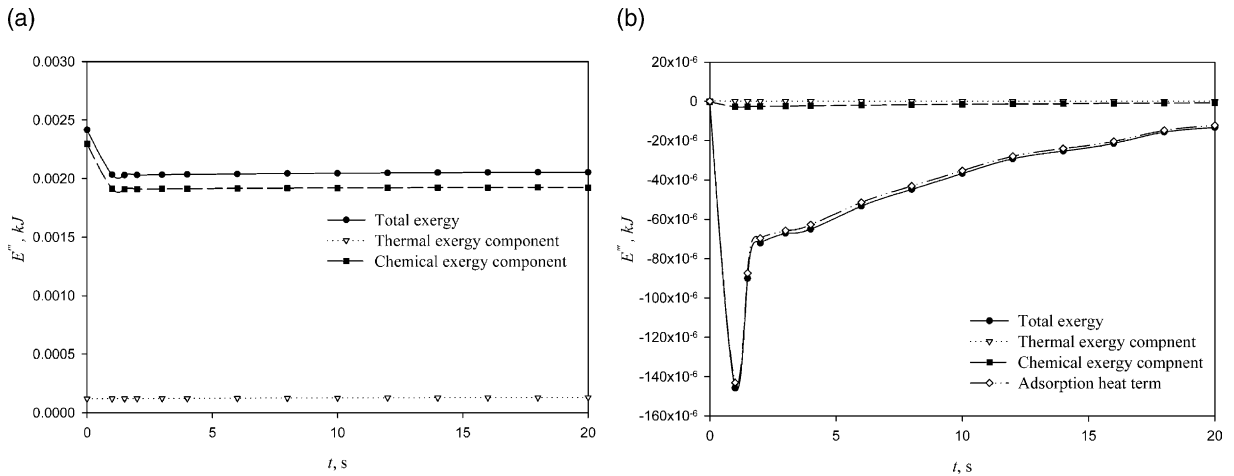 (a)
0.0030
0.0025
0.0020
0.0015
0.0010
0.0005
0.0000
E''' , kJ
Total exergy
Thermal exergy component
Chemical exergy component
0 5 10 15 20
t, s
(b)
20x10-6
0
-20x10-6
-40x10-6
-60x10-6
-80x10-6
-100x10-6
-120x10-6
-140x10-6
-160x10-6
E''' , kJ
Total exergy
Thermal exergy compnent
Chemical exergy compnent
Adsorption heat term
0 5 10 15 20
t, s